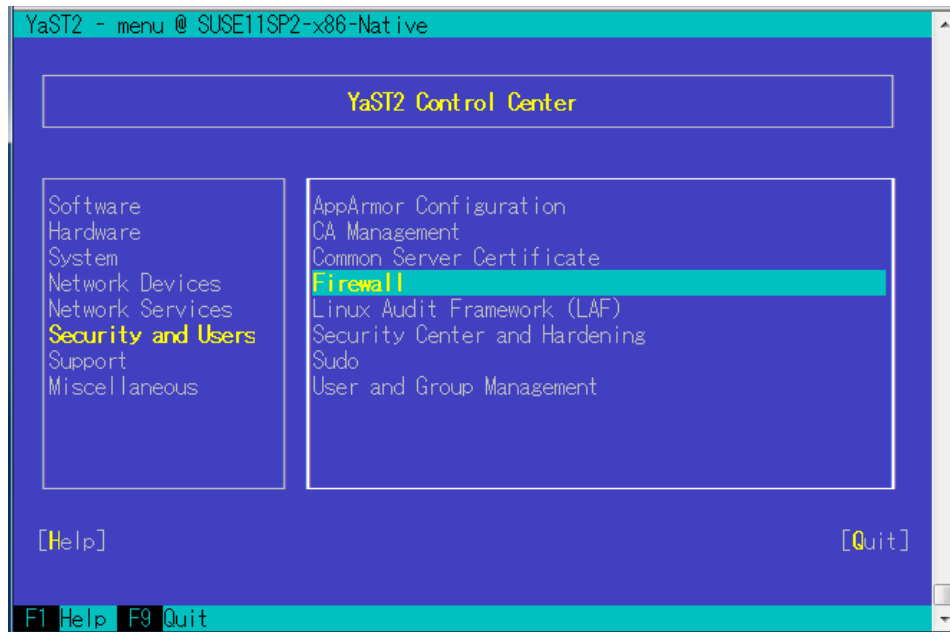 YaST2 - menu @ SUSE11SP2-x86-Native
YaST2 Control Center
Software
Hardware
System
Network Devices
Network Services
Security and Users
Support
Miscellaneous
AppArmor Configuration
CA Management
Common Server Certificate
Firewall
Linux Audit Framework (LAF)
Security Center and Hardening
Sudo
User and Group Management
[Help]
[Quit]
F1 Help F9 Quit